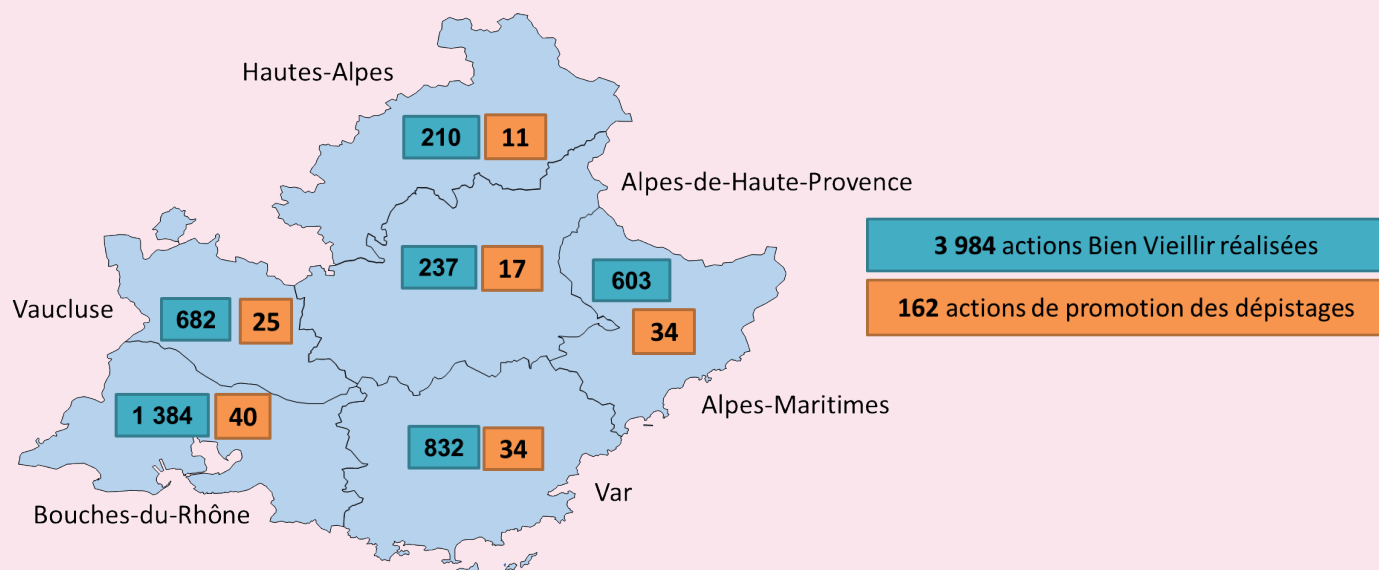 Hautes-Alpes
210 11
Alpes-de-Haute-Provence
237 17
603
34
Vaucluse
682 25
3 984 actions Bien Vieillir réalisées
162 actions de promotion des dépistages
1 384 40
Alpes-Maritimes
832 34
Var
Bouches-du-Rhône